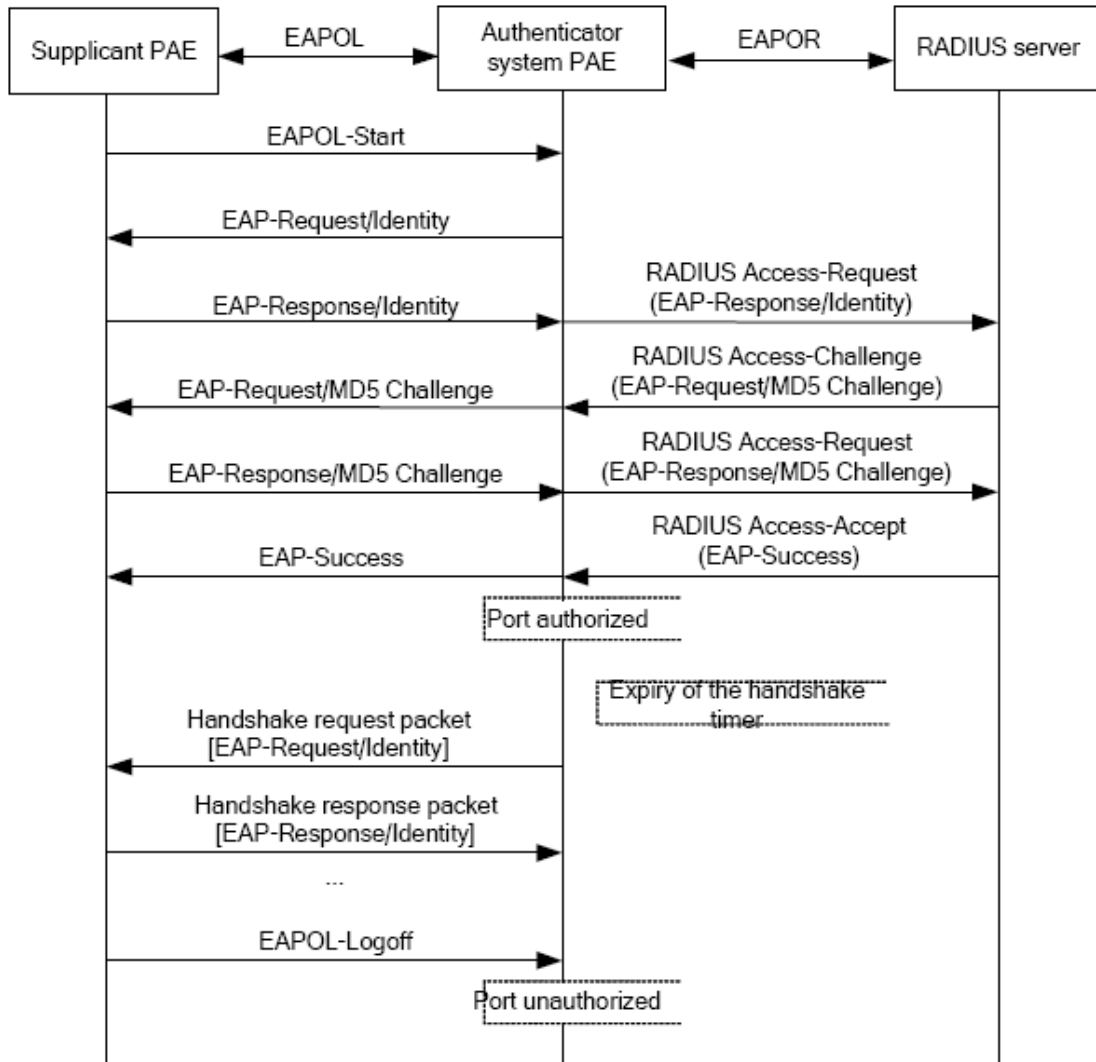 Supplicant PAE
EAPOL
Authenticator
system PAE
EAPOR
RADIUS server
EAPOL-Start
EAP-Request/Identity
EAP-Response/Identity
RADIUS Access-Request
(EAP-Response/Identity)
EAP-Request/MD5 Challenge
RADIUS Access-Challenge
(EAP-Request/MD5 Challenge)
EAP-Response/MD5 Challenge
RADIUS Access-Request
(EAP-Response/MD5 Challenge)
EAP-Success
RADIUS Access-Accept
(EAP-Success)
Port authorized
Expiry of the handshake
timer
Handshake request packet
[EAP-Request/Identity]
Handshake response packet
[EAP-Response/Identity]
...
EAPOL-Logoff
Port unauthorized